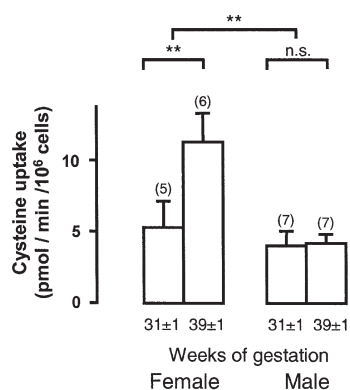 **
** n.s.
(6)
(5) (7) (7)
Cysteine uptake
(pmol / min /10⁶ cells)
10
5
0
31±1 39±1 31±1 39±1
Weeks of gestation
Female Male